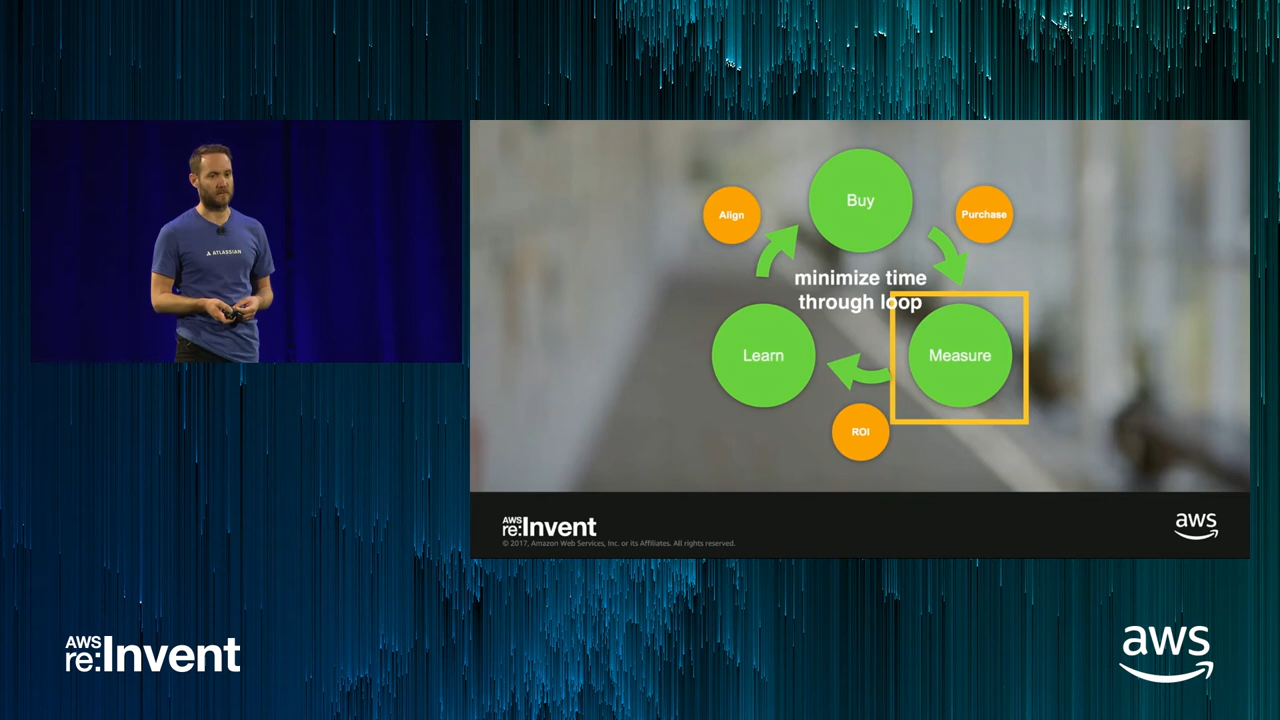 ATLASSIAN
Buy
Align
Purchase
minimize time
through loop
Learn
Measure
ROI
AWS
re:Invent
© 2017, Amazon Web Services, Inc. or its Affiliates. All rights reserved.
aws
AWS
re:Invent
aws